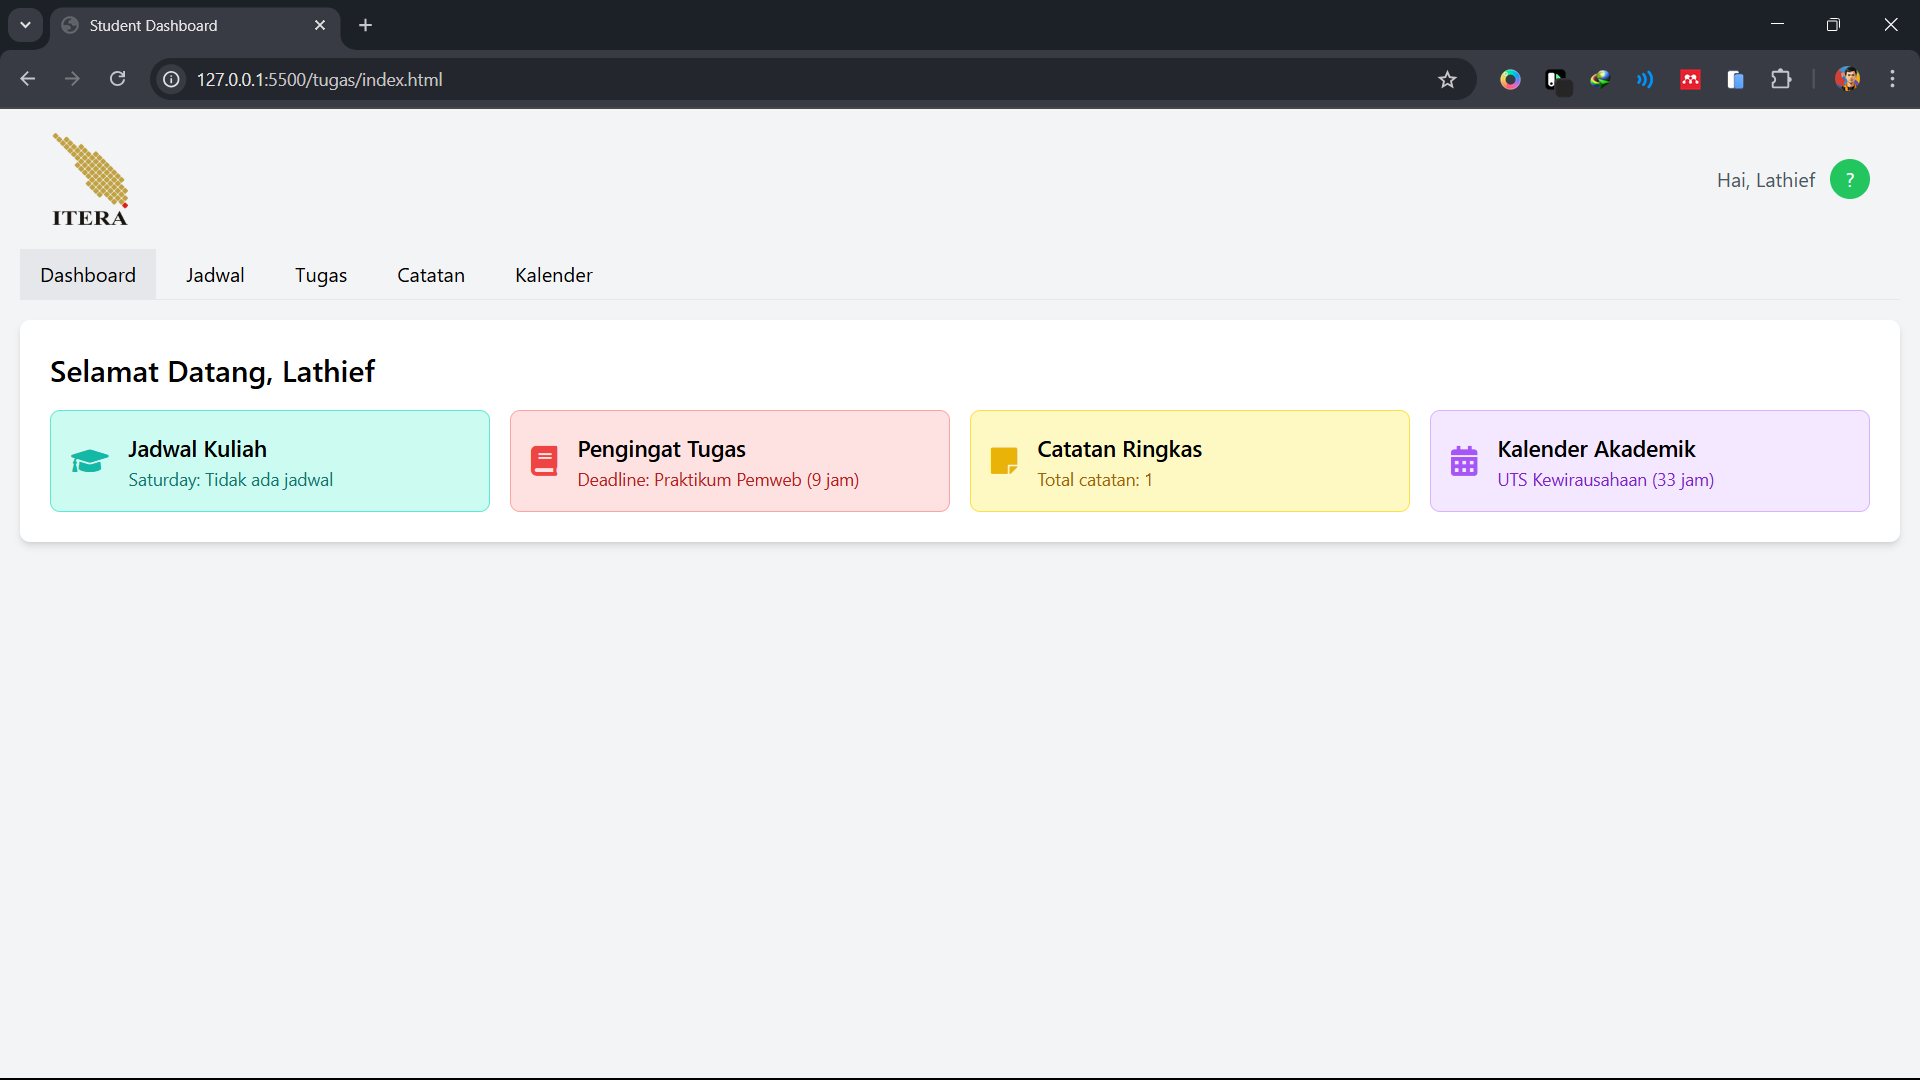 Student Dashboard
127.0.0.1:5500/tugas/index.html
ITERA
Hai, Lathief
?
Dashboard Jadwal Tugas Catatan Kalender
Selamat Datang, Lathief
Jadwal Kuliah
Saturday: Tidak ada jadwal
Pengingat Tugas
Deadline: Praktikum Pemweb (9 jam)
Catatan Ringkas
Total catatan: 1
Kalender Akademik
UTS Kewirausahaan (33 jam)